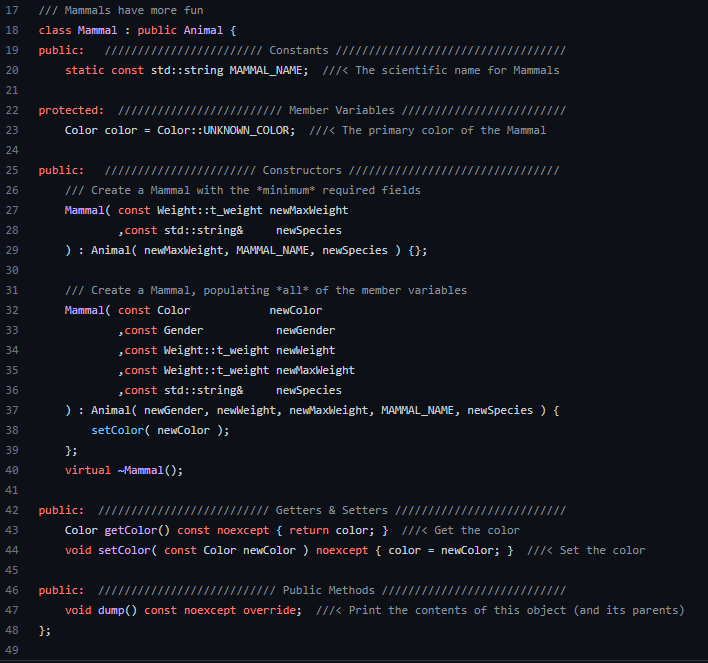 17 /// Mammals have more fun
18 class Mammal : public Animal {
19 public:   //////////////////////// Constants ///////////////////////////////////
20     static const std::string MAMMAL_NAME;  ///< The scientific name for Mammals
21
22 protected:  ///////////////////////// Member Variables /////////////////////////
23     Color color = Color::UNKNOWN_COLOR;  ///< The primary color of the Mammal
24
25 public:   /////////////////////// Constructors ////////////////////////////////
26     /// Create a Mammal with the *minimum* required fields
27     Mammal( const Weight::t_weight newMaxWeight
28             ,const std::string&     newSpecies
29     ) : Animal( newMaxWeight, MAMMAL_NAME, newSpecies ) {};
30
31     /// Create a Mammal, populating *all* of the member variables
32     Mammal( const Color            newColor
33             ,const Gender           newGender
34             ,const Weight::t_weight newWeight
35             ,const Weight::t_weight newMaxWeight
36             ,const std::string&     newSpecies
37     ) : Animal( newGender, newWeight, newMaxWeight, MAMMAL_NAME, newSpecies ) {
38         setColor( newColor );
39     };
40     virtual ~Mammal();
41
42 public:  ////////////////////////// Getters & Setters //////////////////////////
43     Color getColor() const noexcept { return color; }  ///< Get the color
44     void setColor( const Color newColor ) noexcept { color = newColor; }  ///< Set the color
45
46 public:  /////////////////////////// Public Methods ////////////////////////////
47     void dump() const noexcept override;  ///< Print the contents of this object (and its parents)
48 };
49